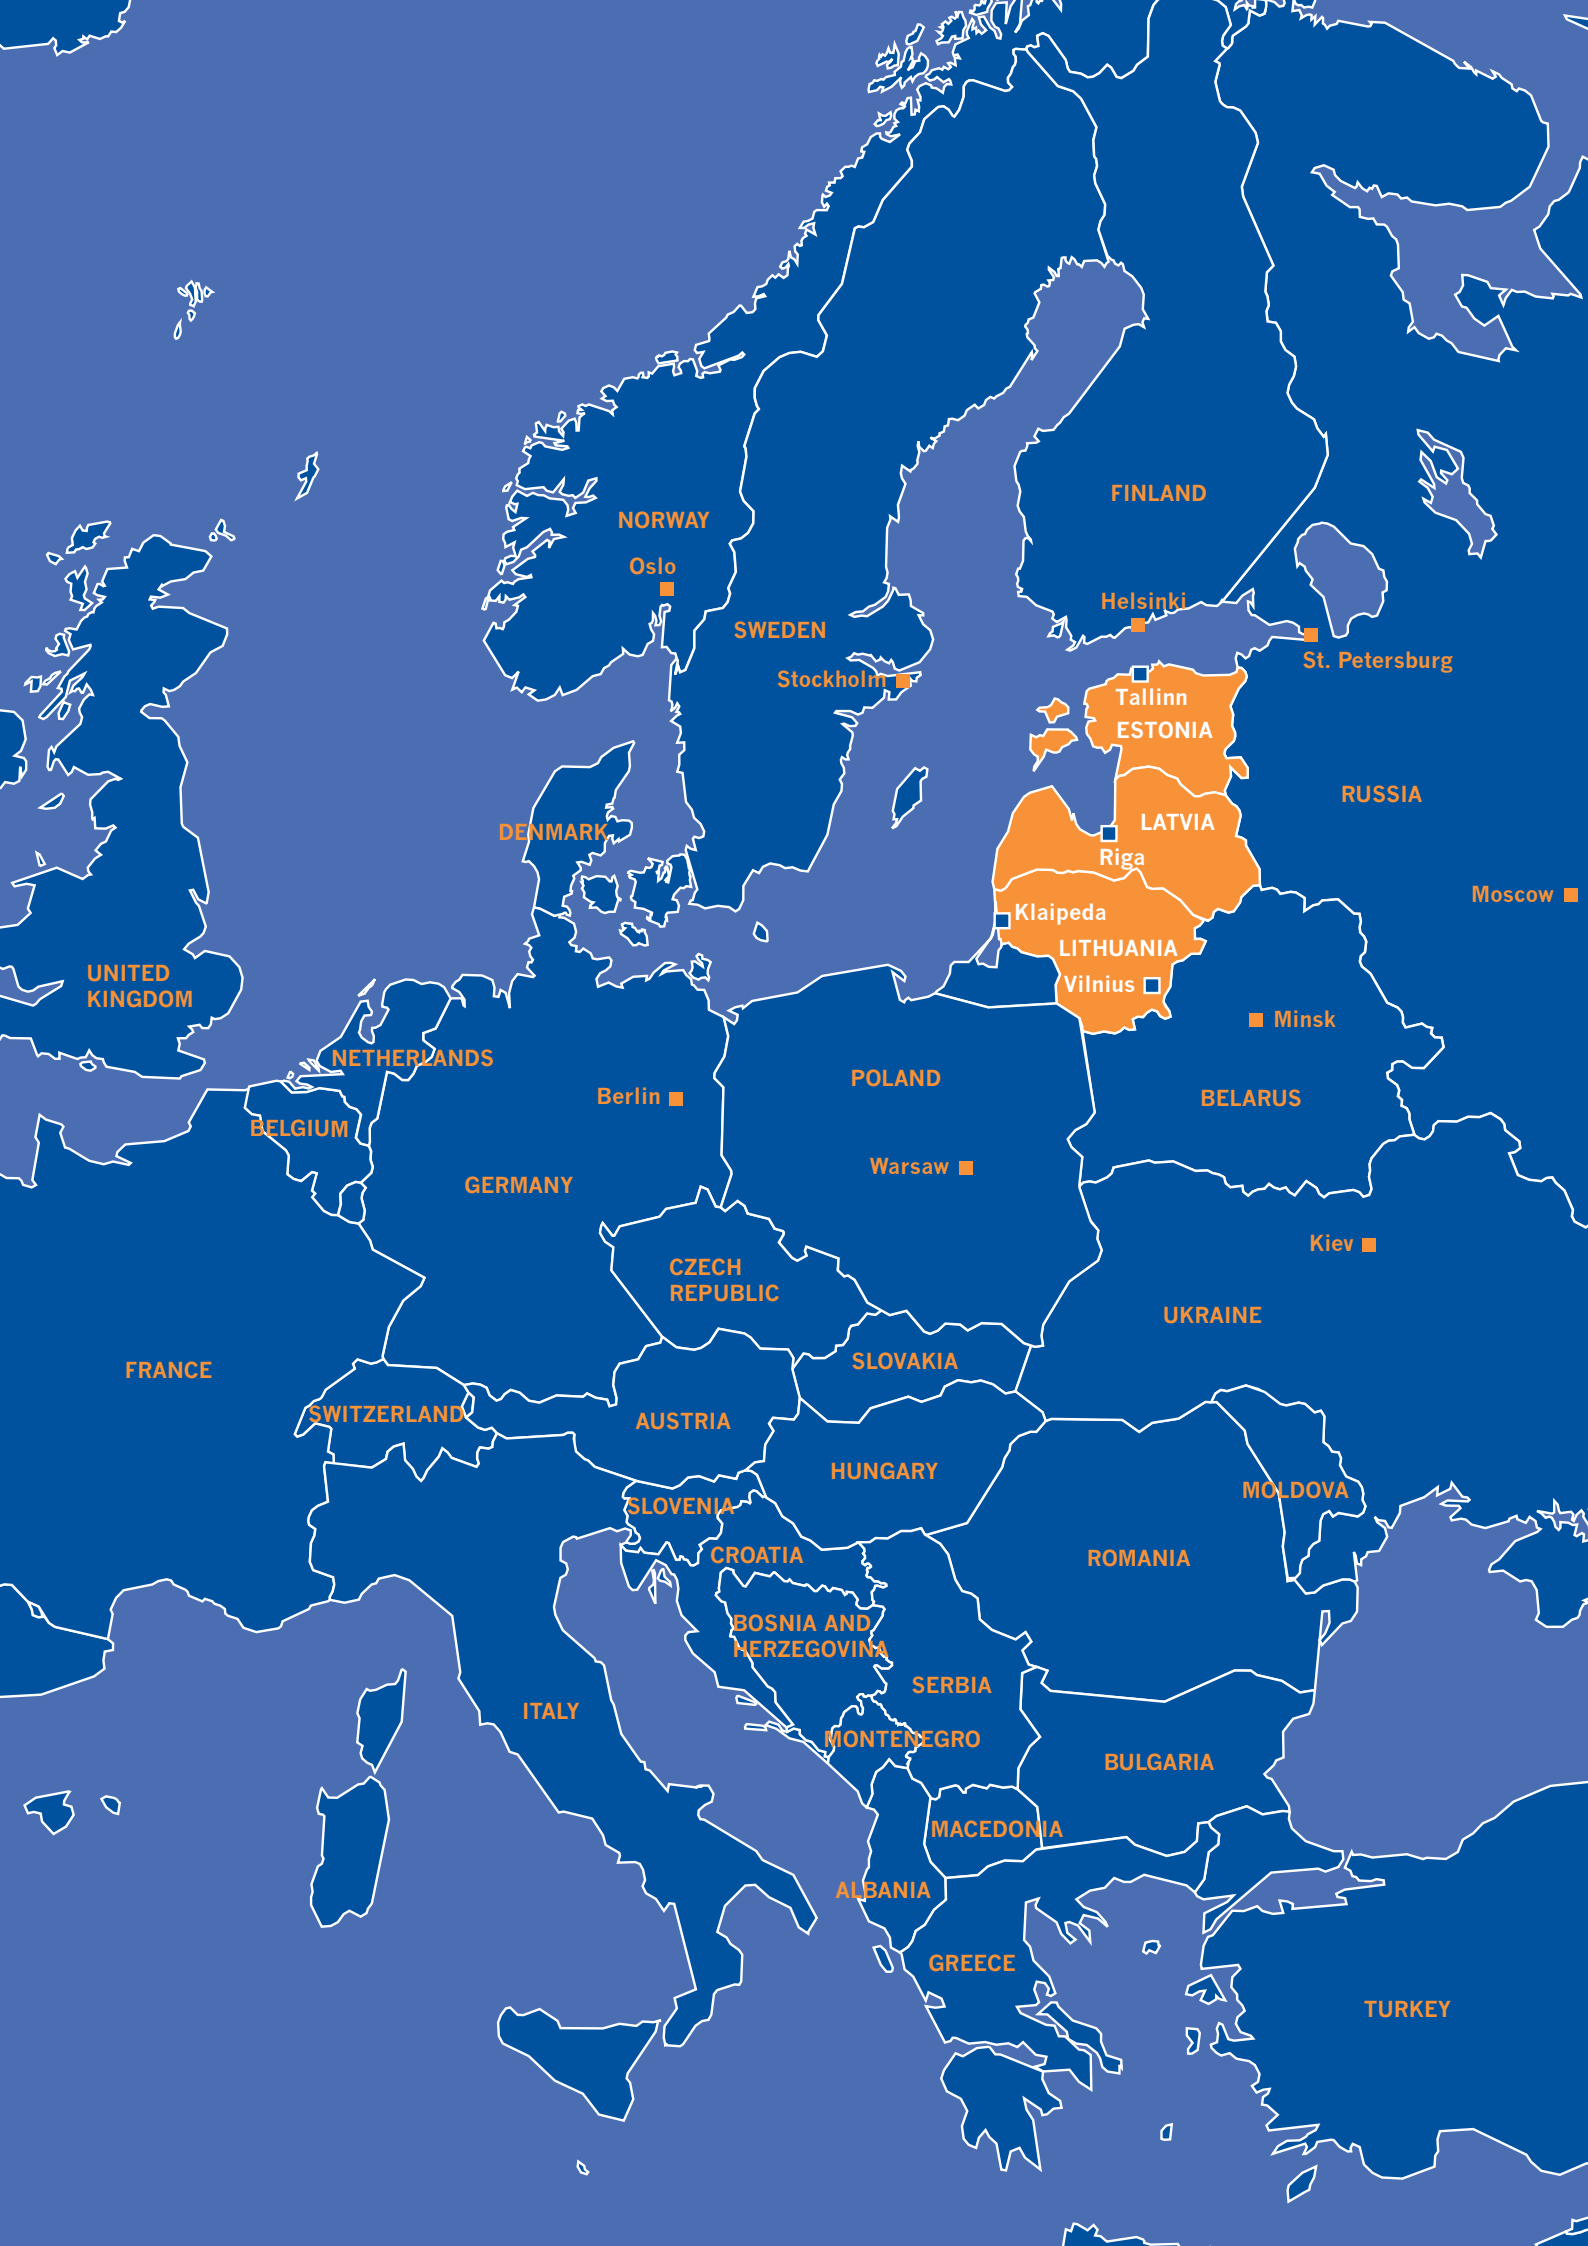 FINLAND
NORWAY
Oslo
Helsinki
SWEDEN
St. Petersburg
Stockholm
Tallinn
ESTONIA
RUSSIA
LATVIA
DENMARK
Riga
Moscow
Klaipeda
LITHUANIA
UNITED
KINGDOM
Vilnius
Minsk
NETHERLANDS
POLAND
Berlin
BELARUS
BELGIUM
Warsaw
GERMANY
Kiev
CZECH
REPUBLIC
UKRAINE
SLOVAKIA
FRANCE
SWITZERLAND
AUSTRIA
HUNGARY
MOLDOVA
SLOVENIA
CROATIA
ROMANIA
BOSNIA AND
HERZEGOVINA
SERBIA
ITALY
MONTENEGRO
BULGARIA
MACEDONIA
ALBANIA
GREECE
TURKEY